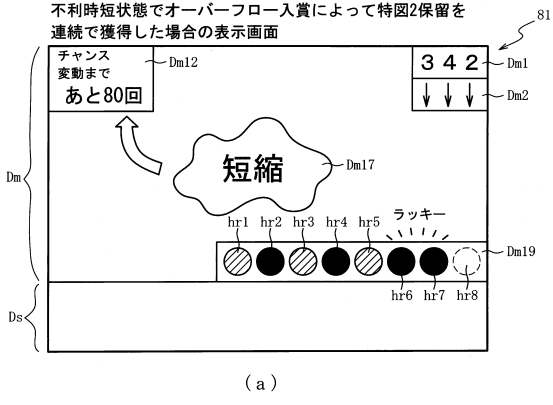 不利時短状態でオーバーフロー入賞によって特図2保留を
連続で獲得した場合の表示画面
81
チャンス
変動まで
あと80回
Dm12
3 4 2
Dm1
↓ ↓ ↓
Dm2
Dm
短縮
Dm17
ラッキー
hr1 hr2 hr3 hr4 hr5
Dm19
hr6 hr7 hr8
Ds
(a)